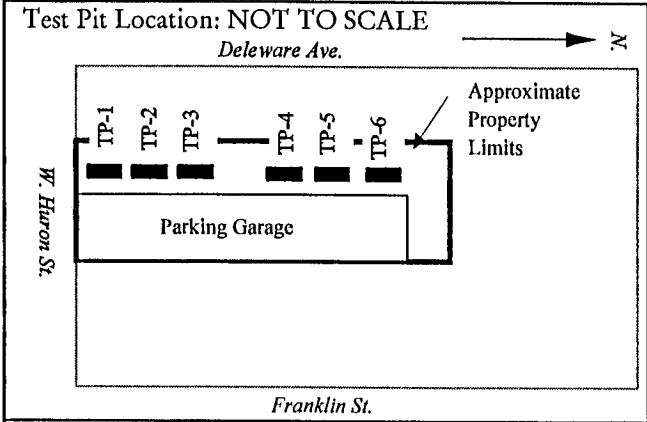 Test Pit Location: NOT TO SCALE
Deleware Ave.
N.
TP-1
TP-2
TP-3
TP-4
TP-5
TP-6
Approximate
Property
Limits
W. Huron St.
Parking Garage
Franklin St.